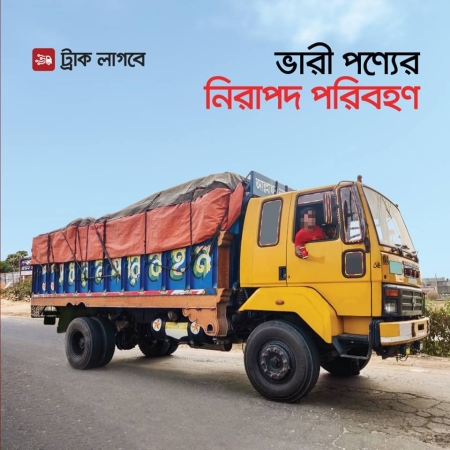 ট্রাক লাগবে
ভারী পণ্যের
নিরাপদ পরিবহণ